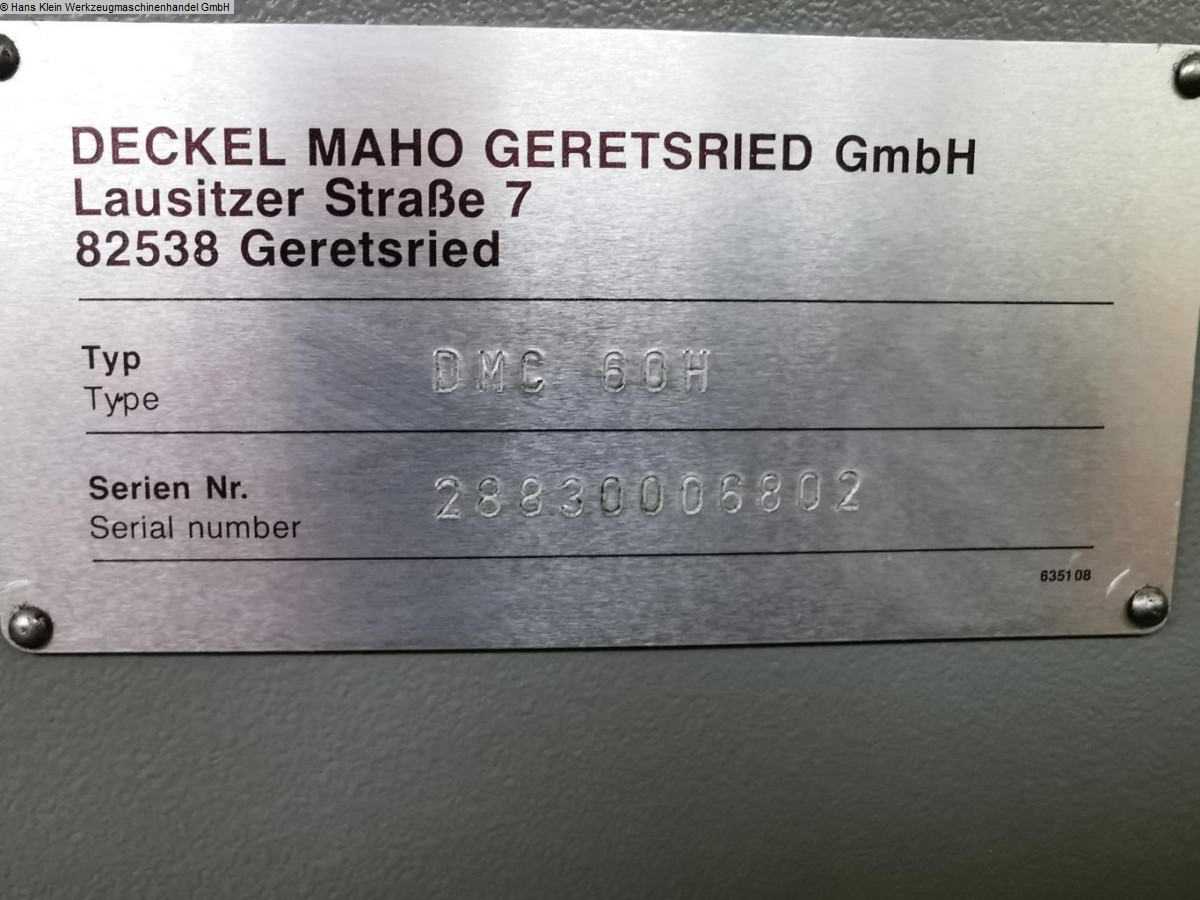 © Hans Klein Werkzeugmaschinenhandel GmbH
DECKEL MAHO GERETSRIED GmbH
Lausitzer Straße 7
82538 Geretsried
Typ
Type
DMC 60H
Serien Nr.
Serial number
28830006802
635108